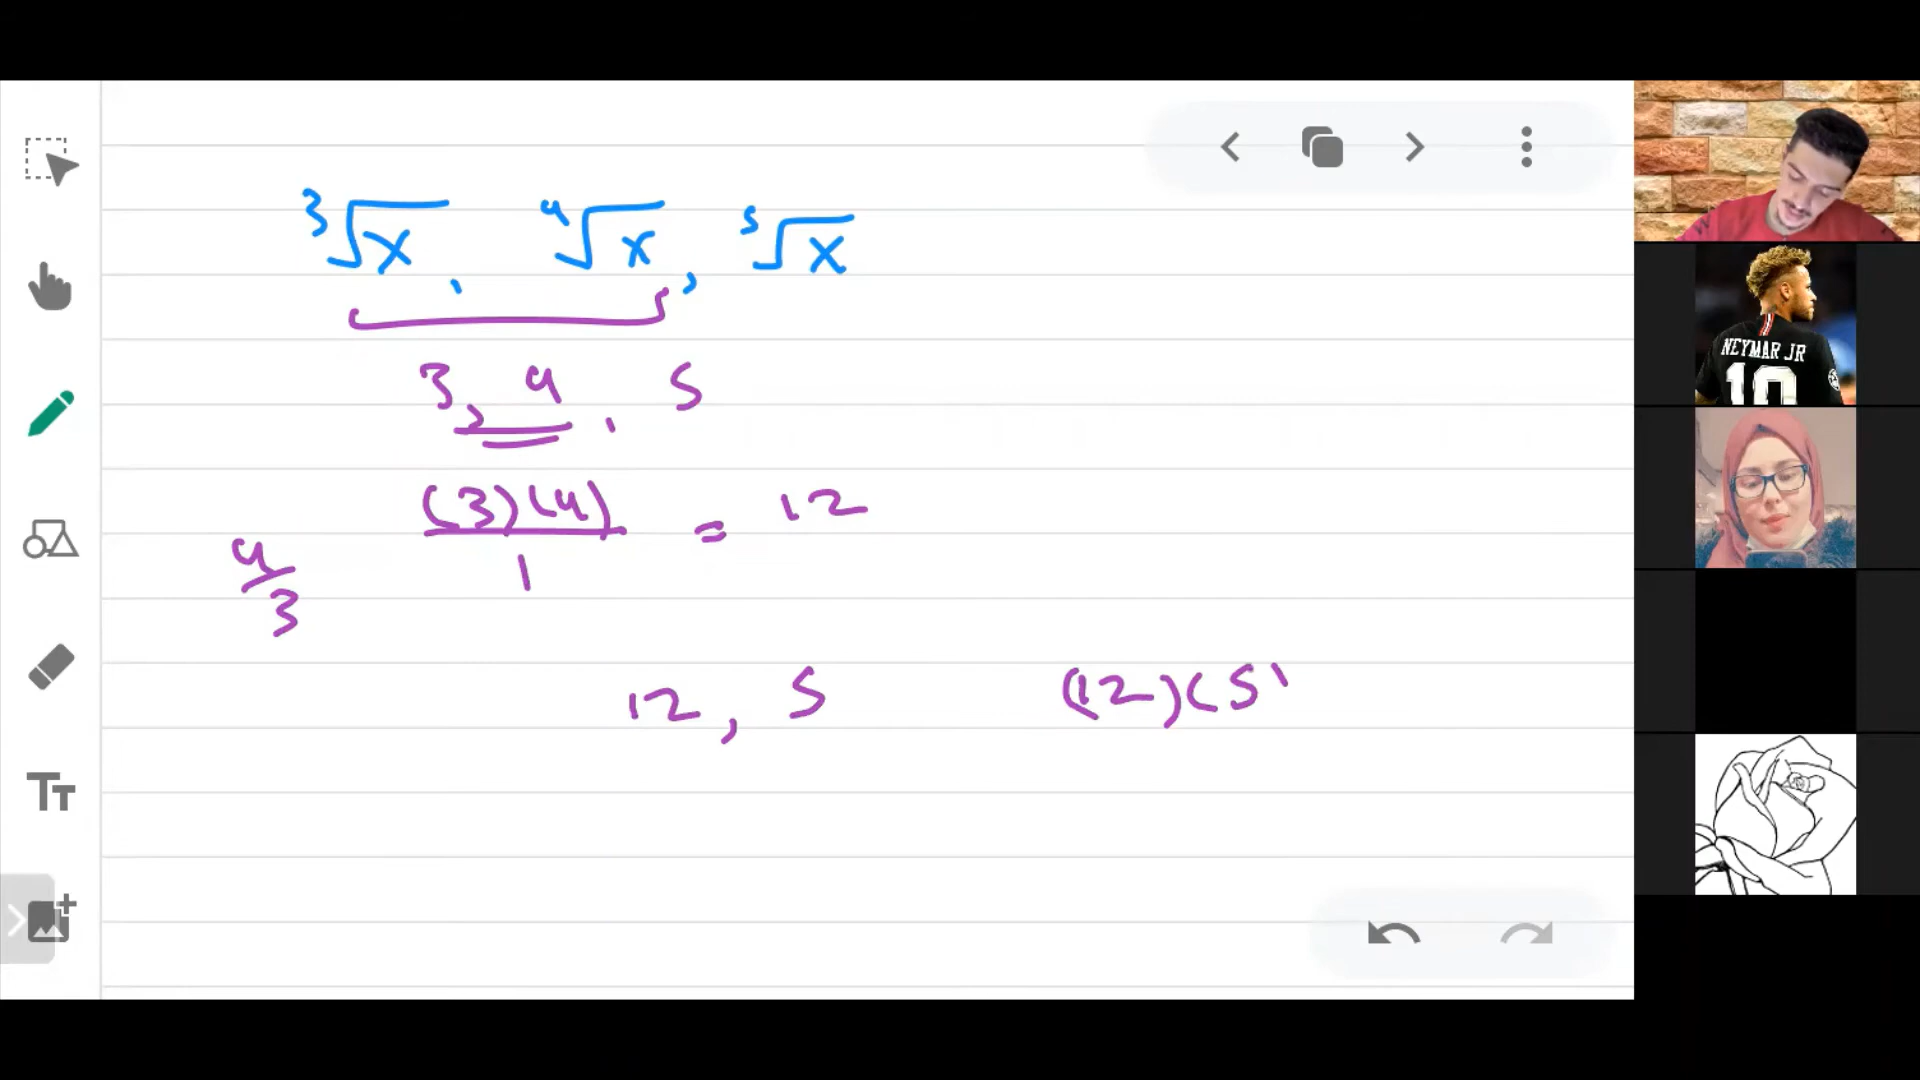 ³√x , ⁴√x , ⁵√x
3, 4, 5
(3)(4)/1 = 12
4/3
12, 5 (12)(5)
NEYMAR JR
10
TT